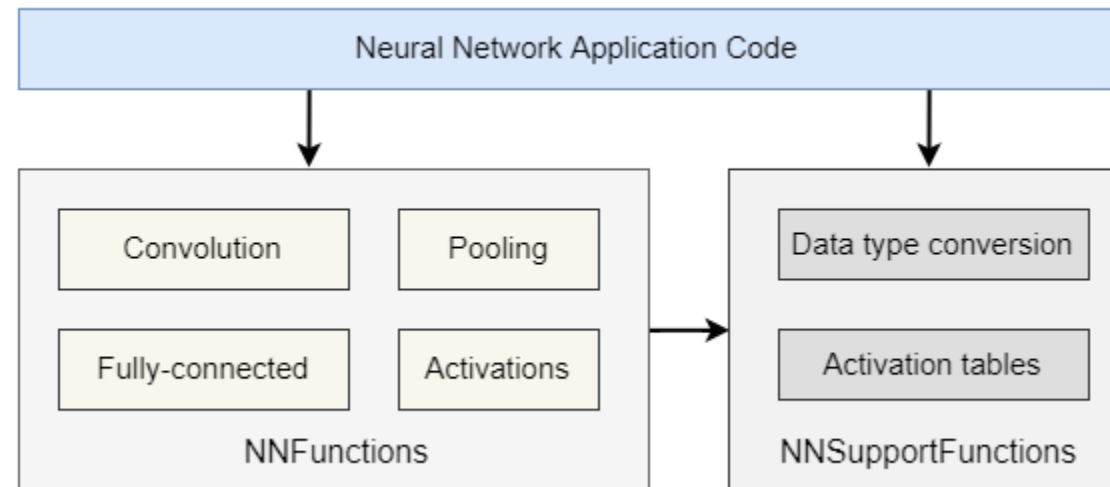 Neural Network Application Code
Convolution
Pooling
Fully-connected
Activations
NNFunctions
Data type conversion
Activation tables
NNSupportFunctions